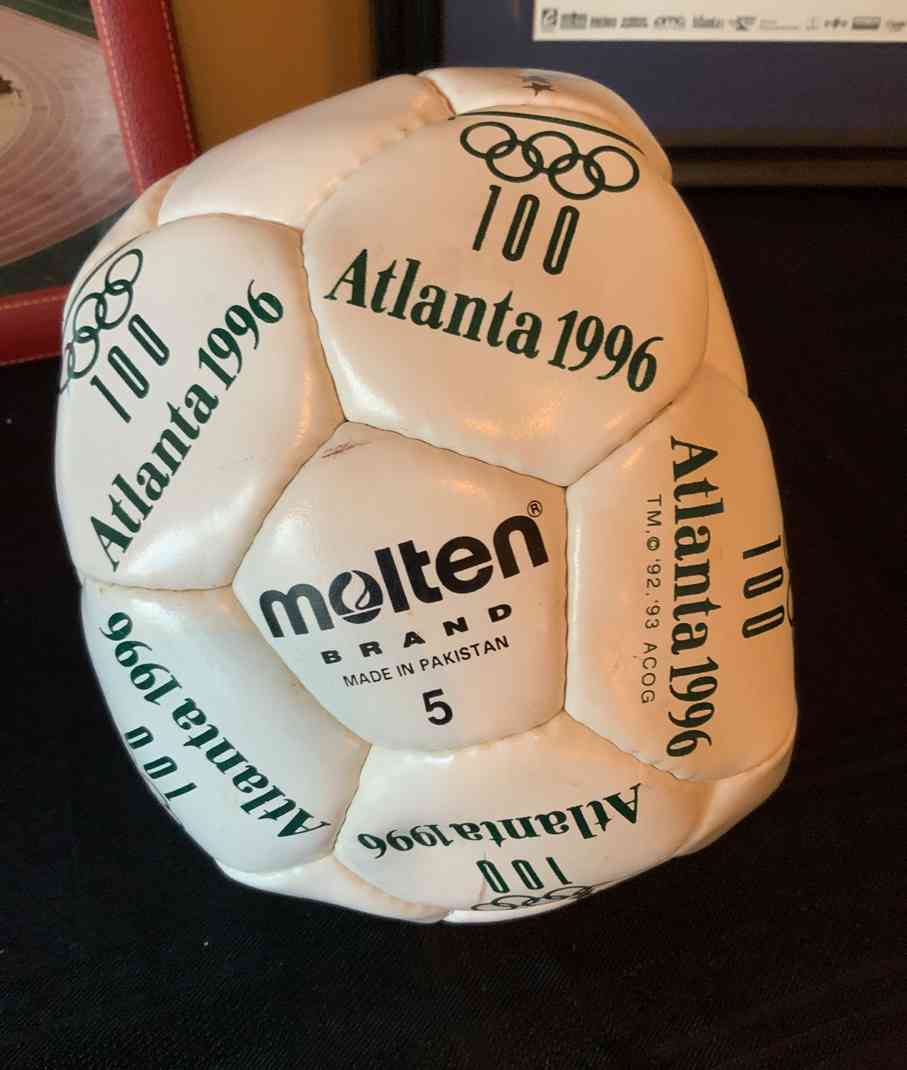 100
Atlanta 1996
100
Atlanta 1996
molten®
BRAND
MADE IN PAKISTAN
5
Atlanta 1996
TM, © '92, '93 ACOG
100
Atlanta 1996
100
Atlanta 1996
100